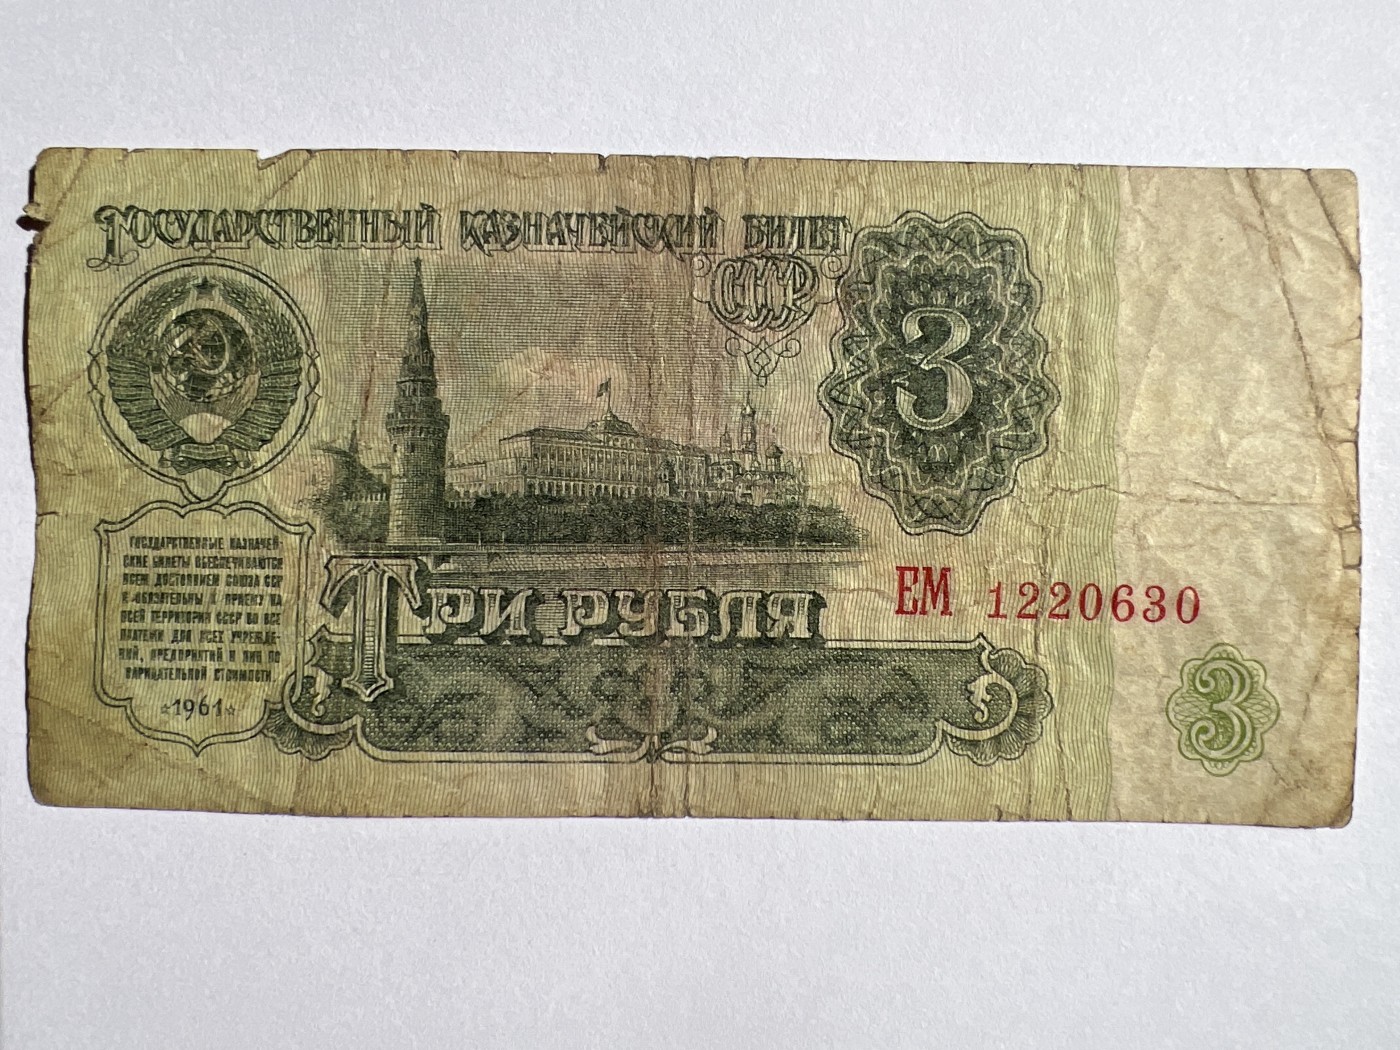 Государственный казначейский билет
СССР
3
ГОСУДАРСТВЕННЫЕ КАЗНАЧЕЙ-
СКИЕ БИЛЕТЫ ОБЕСПЕЧИВАЮТСЯ
ВСЕМ ДОСТОЯНИЕМ СОЮЗА ССР
И ОБЯЗАТЕЛЬНЫ К ПРИЕМУ НА
ВСЕЙ ТЕРРИТОРИИ СССР ВО ВСЕ
ПЛАТЕЖИ ДЛЯ ВСЕХ УЧРЕЖДЕ-
НИЙ, ПРЕДПРИЯТИЙ И ЛИЦ ПО
НАРИЦАТЕЛЬНОЙ СТОИМОСТИ.
☆1961☆
Три рубля
ЕМ 1220630
3 3
3